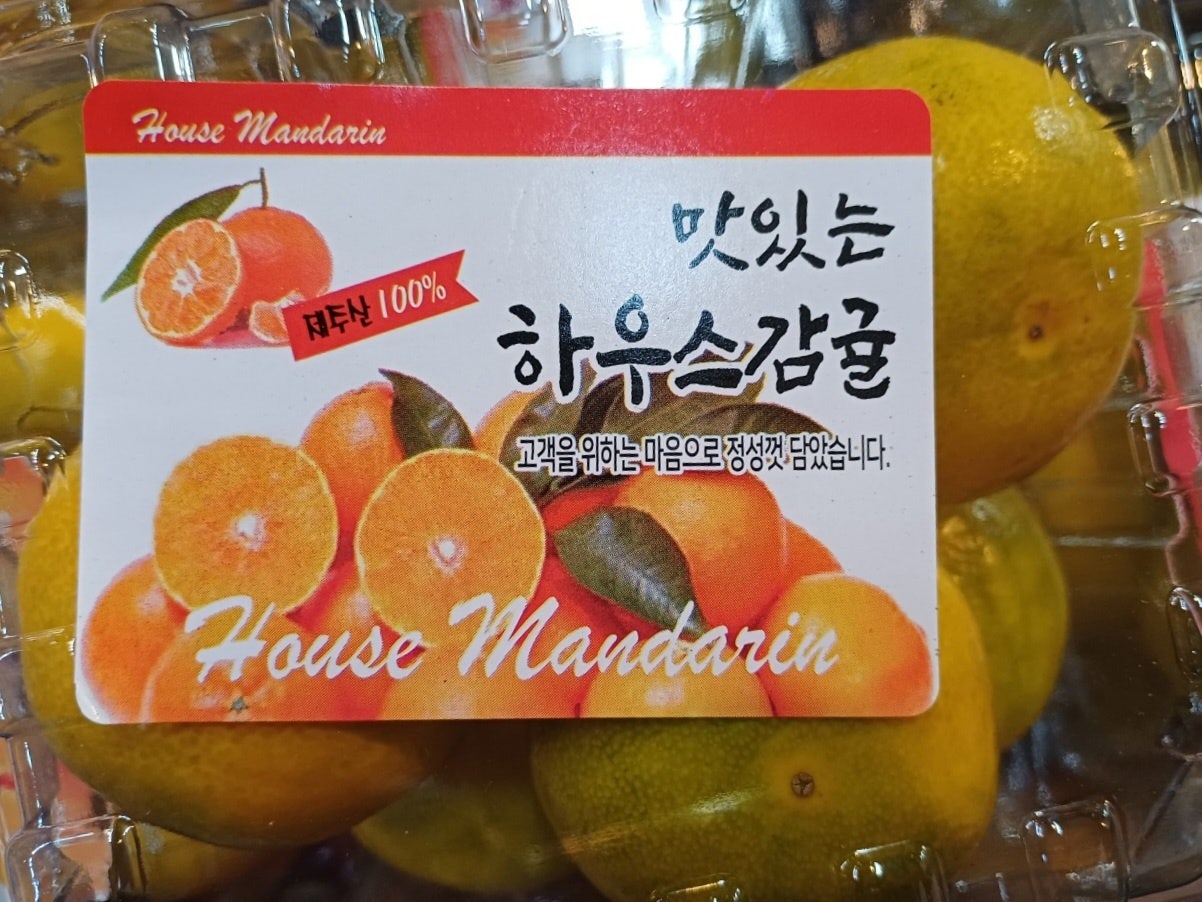 House Mandarin
맛있는
제주산 100%
하우스감귤
고객을 위하는 마음으로 정성껏 담았습니다.
House Mandarin